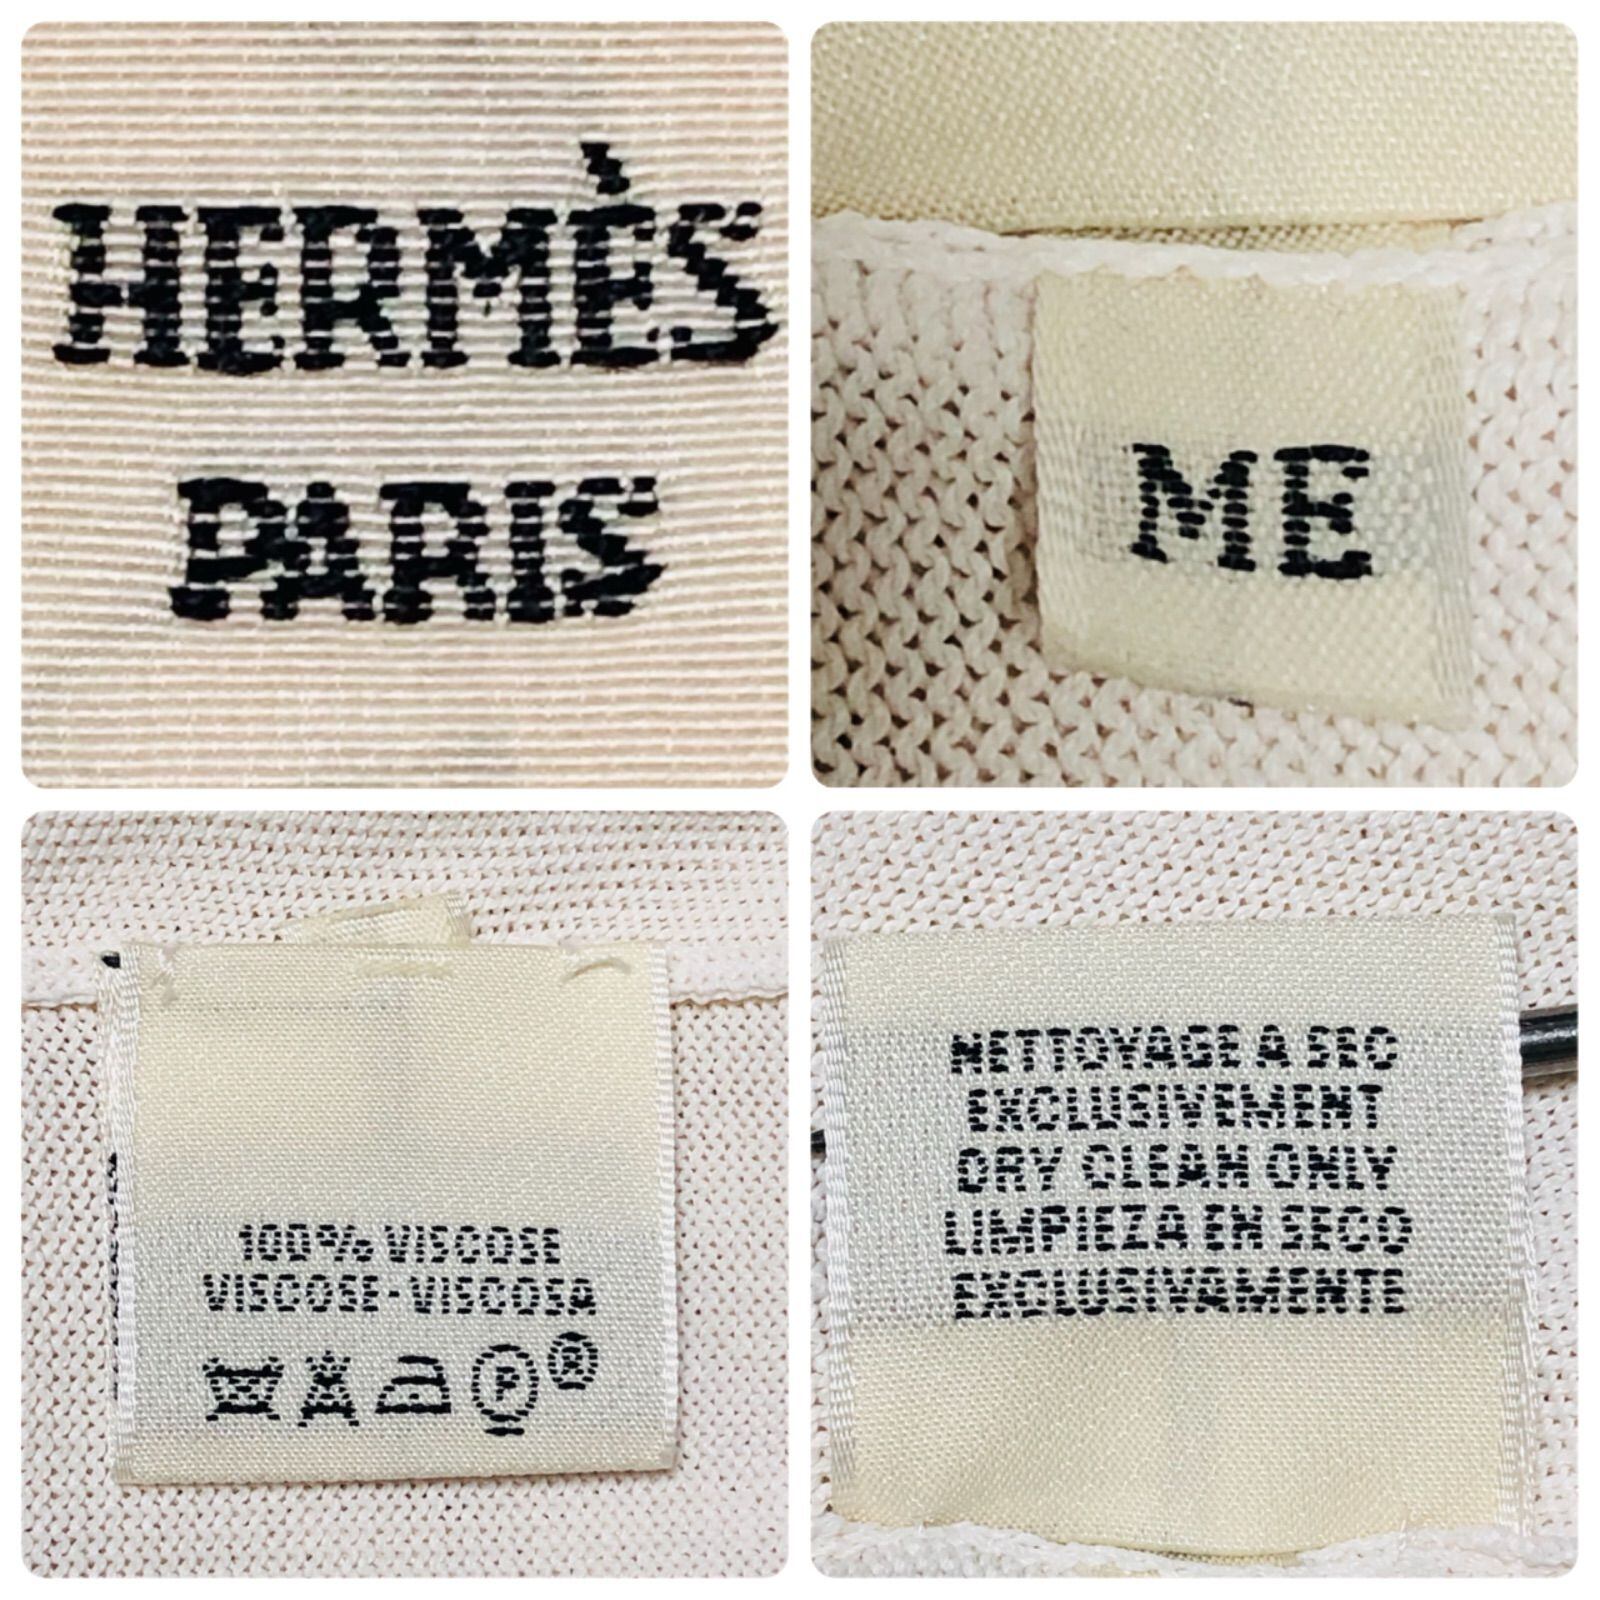 HERMÈS
PARIS
ME
100% VISCOSE
VISCOSE-VISCOSA
P ®
NETTOYAGE A SEC
EXCLUSIVEMENT
DRY CLEAN ONLY
LIMPIEZA EN SECO
EXCLUSIVAMENTE